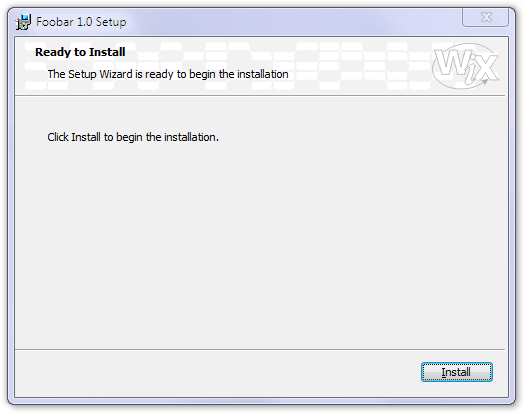 Foobar 1.0 Setup
X
Ready to Install
The Setup Wizard is ready to begin the installation
WiX
Click Install to begin the installation.
Install